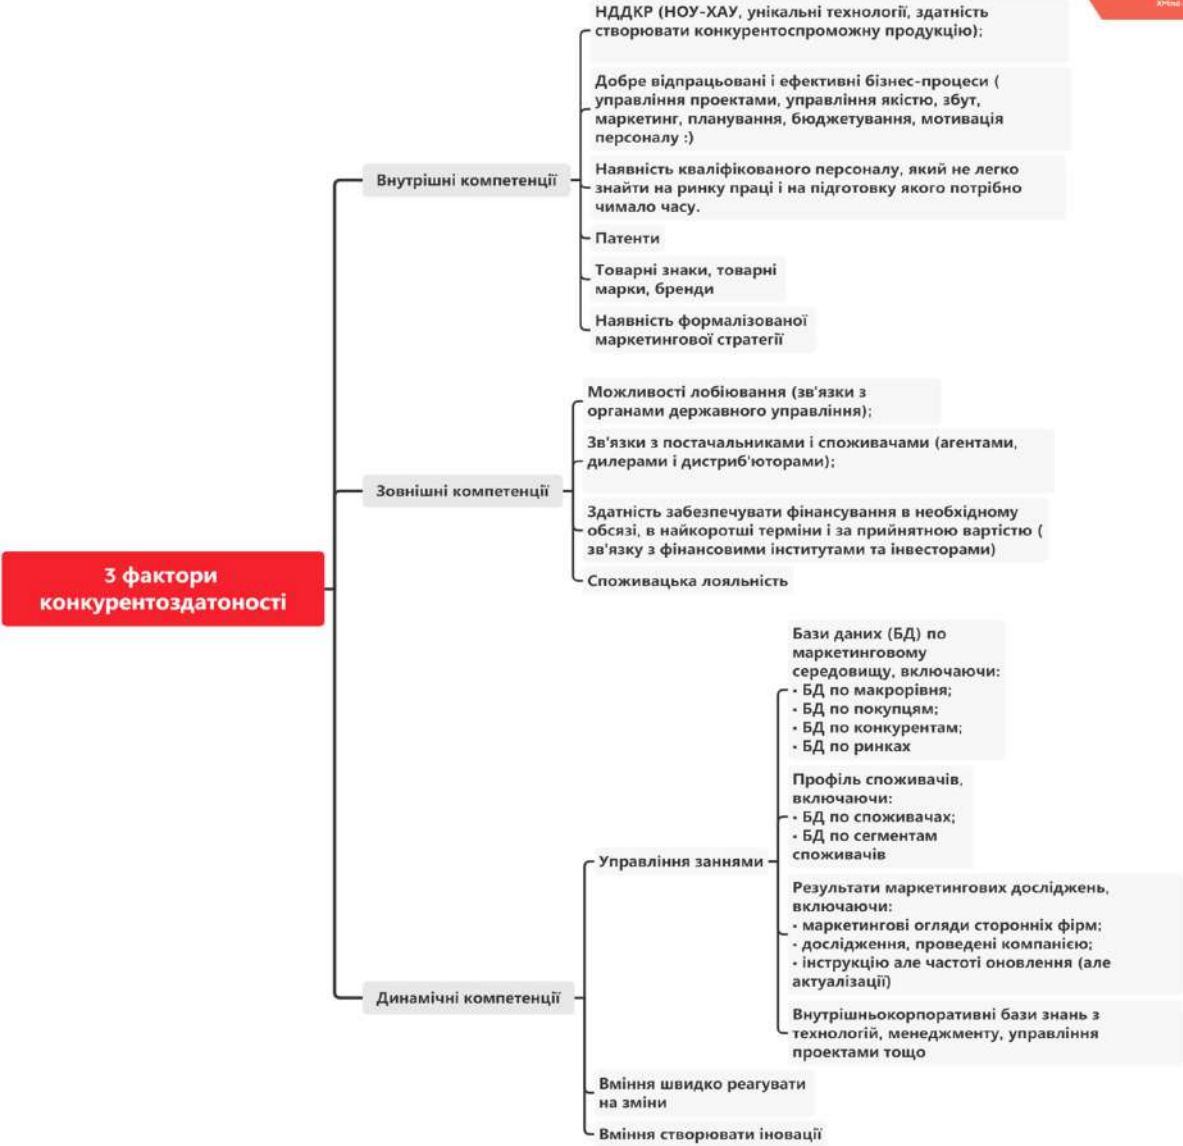 НДДКР (НОУ-ХАУ, унікальні технології, здатність
створювати конкурентоспроможну продукцію);
Добре відпрацьовані і ефективні бізнес-процеси (
управління проектами, управління якістю, збут,
маркетинг, планування, бюджетування, мотивація
персоналу :)
Внутрішні компетенції
Наявність кваліфікованого персоналу, який не легко
знайти на ринку праці і на підготовку якого потрібно
чимало часу.
Патенти
Товарні знаки, товарні
марки, бренди
Наявність формалізованої
маркетингової стратегії
Можливості лобіювання (зв'язки з
органами державного управління);
Зв'язки з постачальниками і споживачами (агентами,
дилерами і дистриб'юторами);
Зовнішні компетенції
Здатність забезпечувати фінансування в необхідному
обсязі, в найкоротші терміни і за прийнятною вартістю (
зв'язку з фінансовими інститутами та інвесторами)
Споживацька лояльність
3 фактори
конкурентоздатоності
Бази даних (БД) по
маркетинговому
середовищу, включаючи:
- БД по макрорівня;
- БД по покупцям;
- БД по конкурентам;
- БД по ринках
Профіль споживачів,
включаючи:
- БД по споживачах;
- БД по сегментам
споживачів
Управління заннями
Результати маркетингових досліджень,
включаючи:
- маркетингові огляди сторонніх фірм;
- дослідження, проведені компанією;
- інструкцію але частоті оновлення (але
актуалізації)
Динамічні компетенції
Внутрішньокорпоративні бази знань з
технологій, менеджменту, управління
проектами тощо
Вміння швидко реагувати
на зміни
Вміння створювати іновації